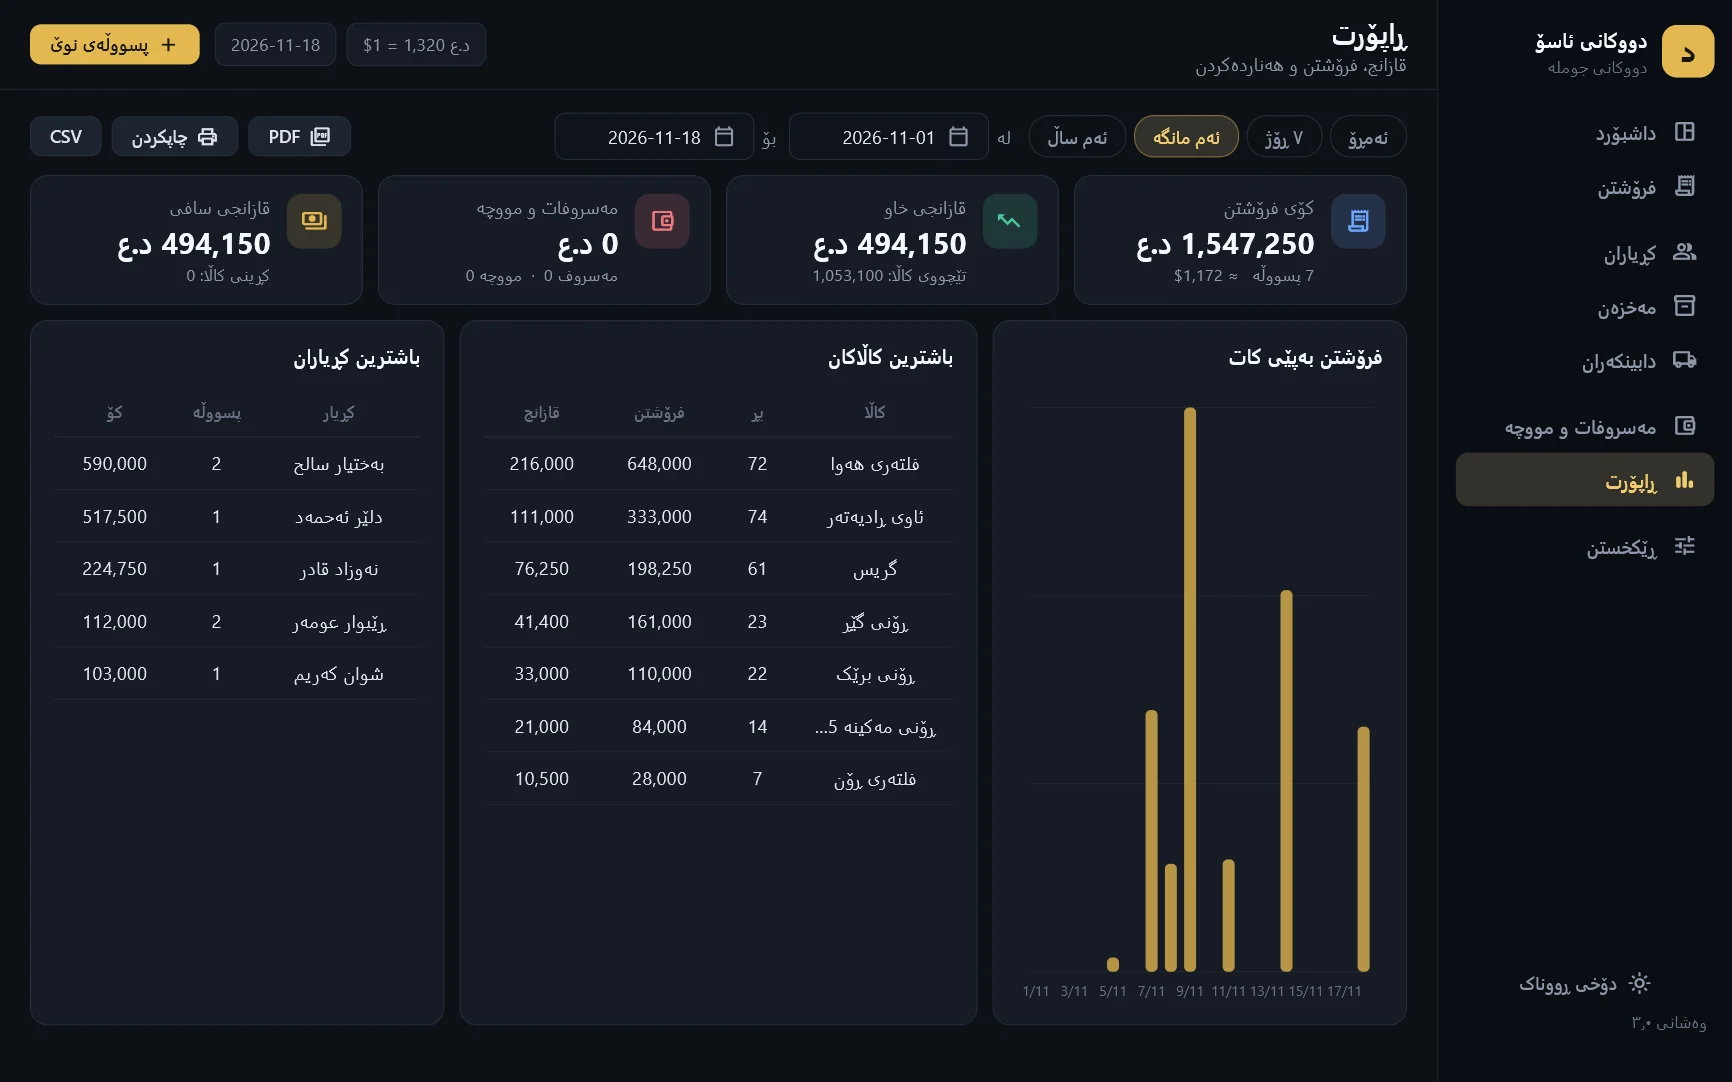 دووکانی ئاسۆ
دووکانی جوملە
داشبۆرد
فرۆشتن
کڕیاران
مەخزەن
دابینکەران
مەسروفات و مووچە
ڕاپۆرت
ڕێکخستن
دۆخی ڕووناک
وەشانی ٣.٠
ڕاپۆرت
قازانج، فرۆشتن و هەناردەکردن
$1 = 1,320 د.ع
2026-11-18
پسووڵەی نوێ
ئەمڕۆ
٧ ڕۆژ
ئەم مانگە
ئەم ساڵ
لە
2026-11-01
بۆ
2026-11-18
PDF
چاپکردن
CSV
کۆی فرۆشتن
1,547,250 د.ع
7 پسووڵە ≈ $1,172
قازانجی خاو
494,150 د.ع
تێچووی کاڵا: 1,053,100
مەسروفات و مووچە
0 د.ع
مەسروف 0 · مووچە 0
قازانجی سافی
494,150 د.ع
کڕینی کاڵا: 0
فرۆشتن بەپێی کات
1/11 3/11 5/11 7/11 9/11 11/11 13/11 15/11 17/11
باشترین کاڵاکان
کاڵا بڕ فرۆشتن قازانج
فلتەری هەوا 72 648,000 216,000
ئاوی ڕادیەتەر 74 333,000 111,000
گریس 61 198,250 76,250
ڕۆنی گێڕ 23 161,000 41,400
ڕۆنی برێک 22 110,000 33,000
ڕۆنی مەکینە 5... 14 84,000 21,000
فلتەری ڕۆن 7 28,000 10,500
باشترین کڕیاران
کڕیار پسووڵە کۆ
بەختیار سالح 2 590,000
دلێر ئەحمەد 1 517,500
نەوزاد قادر 1 224,750
ڕێبوار عومەر 2 112,000
شوان کەریم 1 103,000